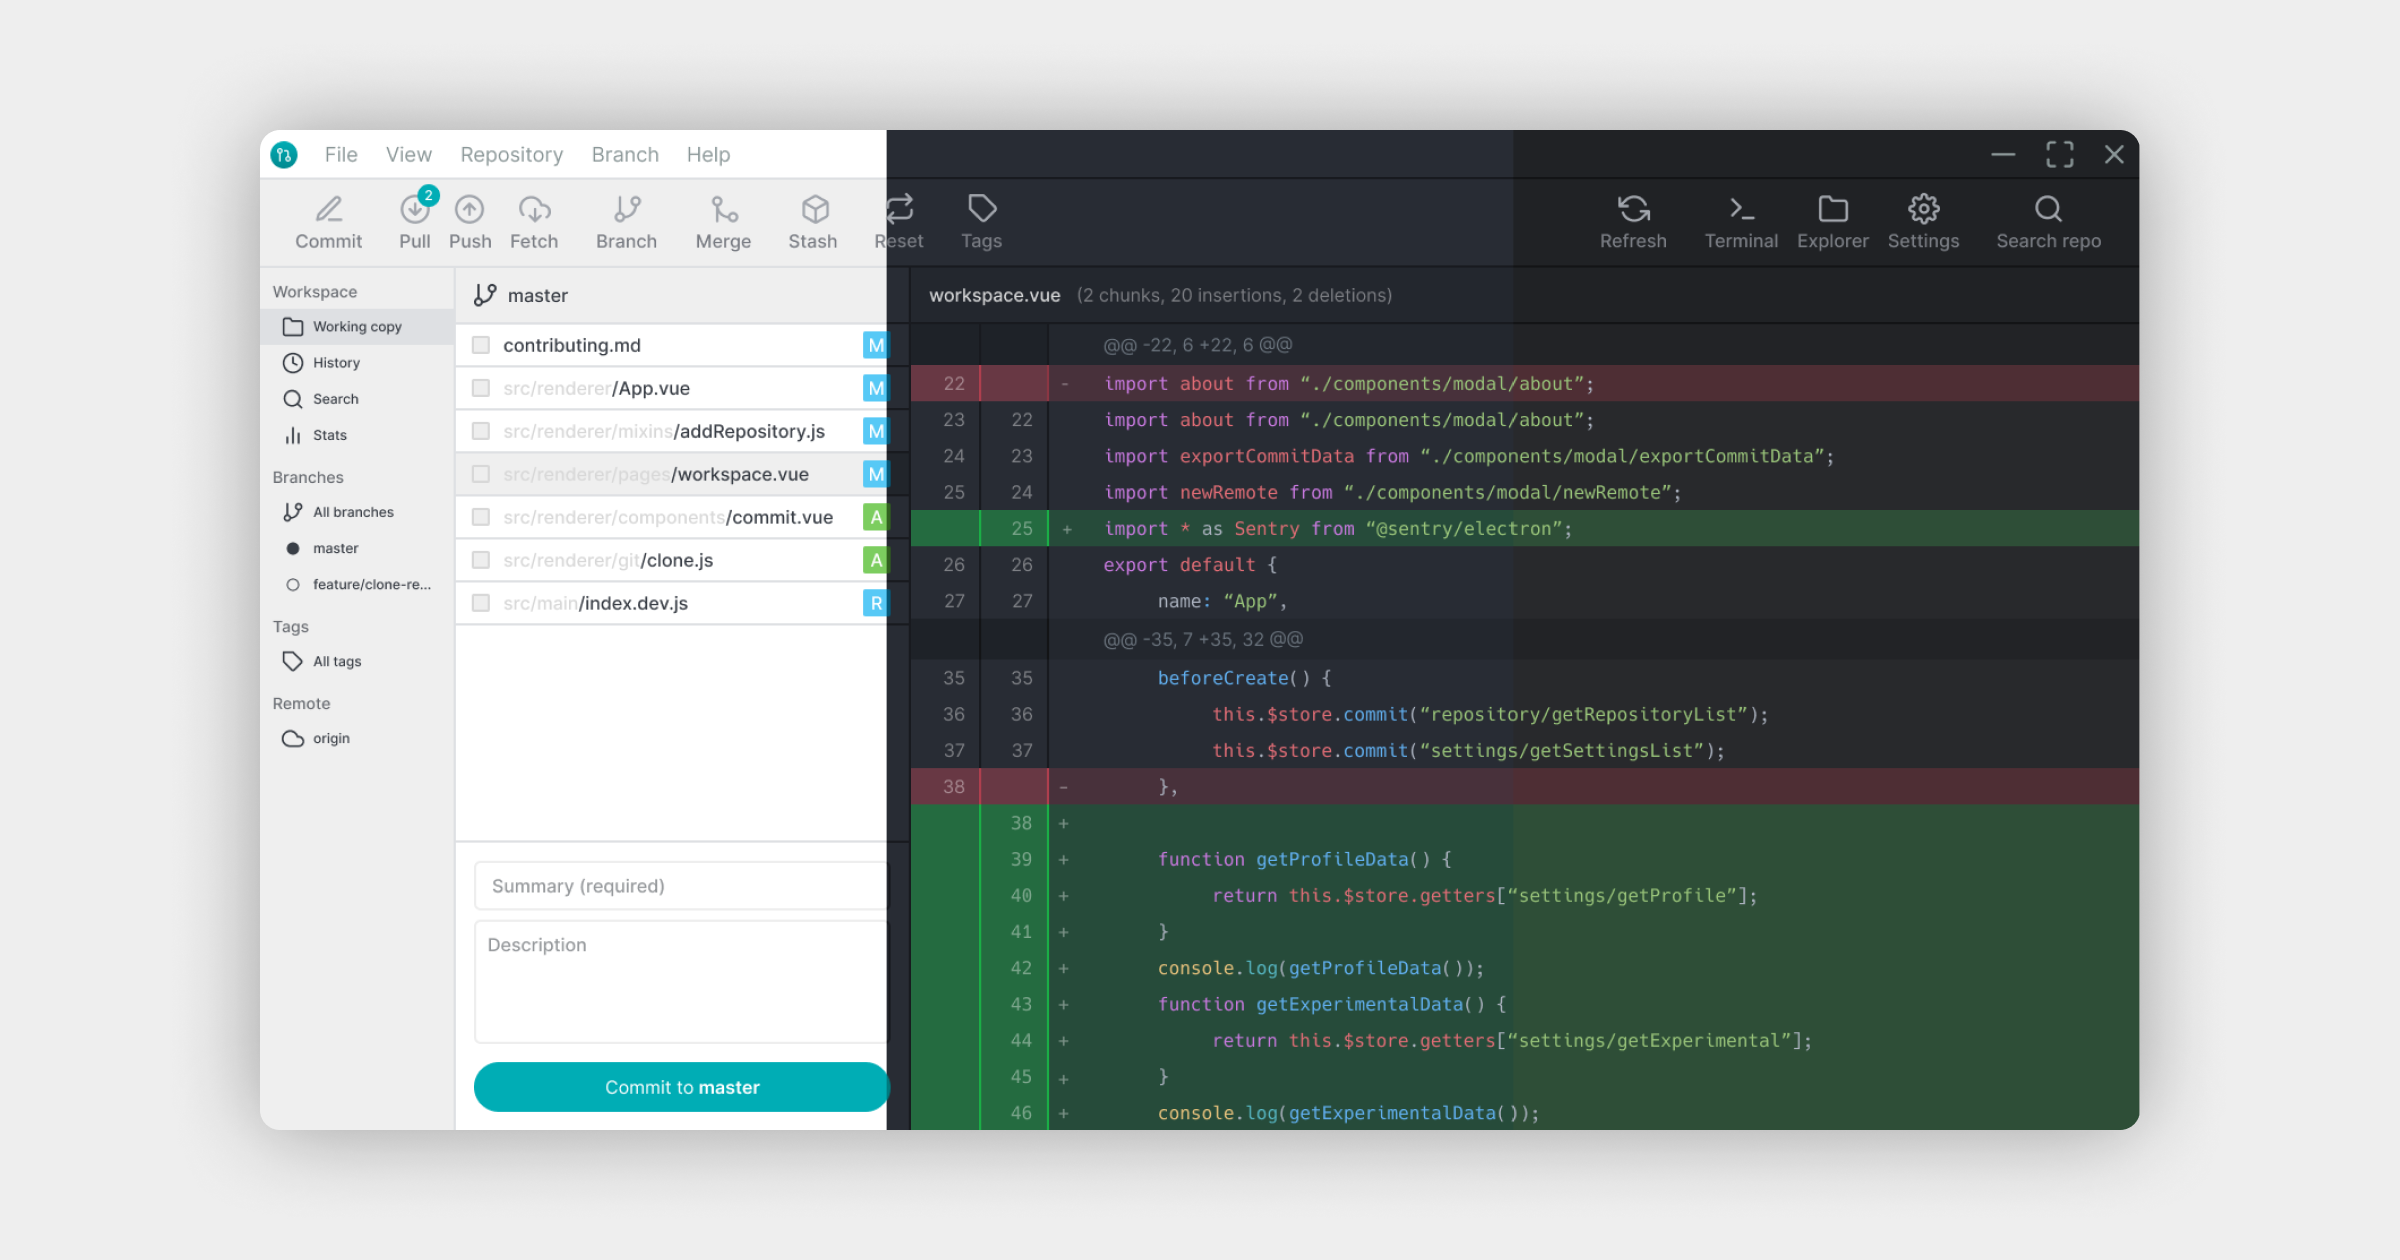 File View Repository Branch Help
2
Commit Pull Push Fetch Branch Merge Stash Reset Tags Refresh Terminal Explorer Settings Search repo
Workspace
Working copy
History
Search
Stats
Branches
All branches
master
feature/clone-re...
Tags
All tags
Remote
origin
master
contributing.md M
src/renderer/App.vue M
src/renderer/mixins/addRepository.js M
src/renderer/pages/workspace.vue M
src/renderer/components/commit.vue A
src/renderer/git/clone.js A
src/main/index.dev.js R
Summary (required)
Description
Commit to master
workspace.vue (2 chunks, 20 insertions, 2 deletions)
@@ -22, 6 +22, 6 @@
22 - import about from “./components/modal/about”;
23 22 import about from “./components/modal/about”;
24 23 import exportCommitData from “./components/modal/exportCommitData”;
25 24 import newRemote from “./components/modal/newRemote”;
25 + import * as Sentry from “@sentry/electron”;
26 26 export default {
27 27 name: “App”,
@@ -35, 7 +35, 32 @@
35 35 beforeCreate() {
36 36 this.$store.commit(“repository/getRepositoryList”);
37 37 this.$store.commit(“settings/getSettingsList”);
38 - },
38 +
39 + function getProfileData() {
40 + return this.$store.getters[“settings/getProfile”];
41 + }
42 + console.log(getProfileData());
43 + function getExperimentalData() {
44 + return this.$store.getters[“settings/getExperimental”];
45 + }
46 + console.log(getExperimentalData());